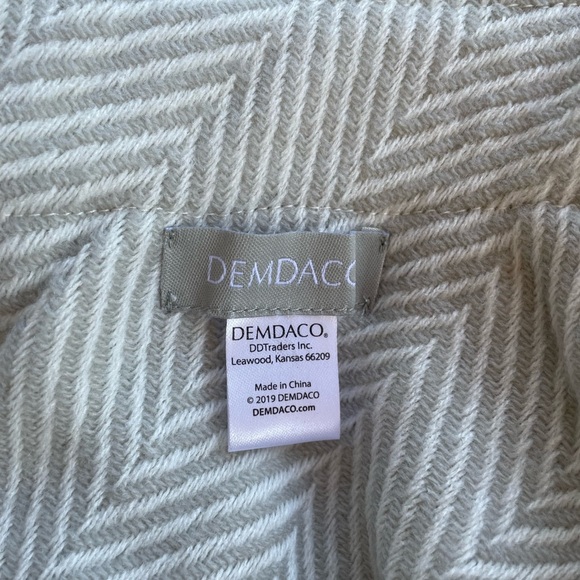 DEMDACO
DEMDACO®
DDTraders Inc.
Leawood, Kansas 66209
Made in China
© 2019 DEMDACO
DEMDACO.com